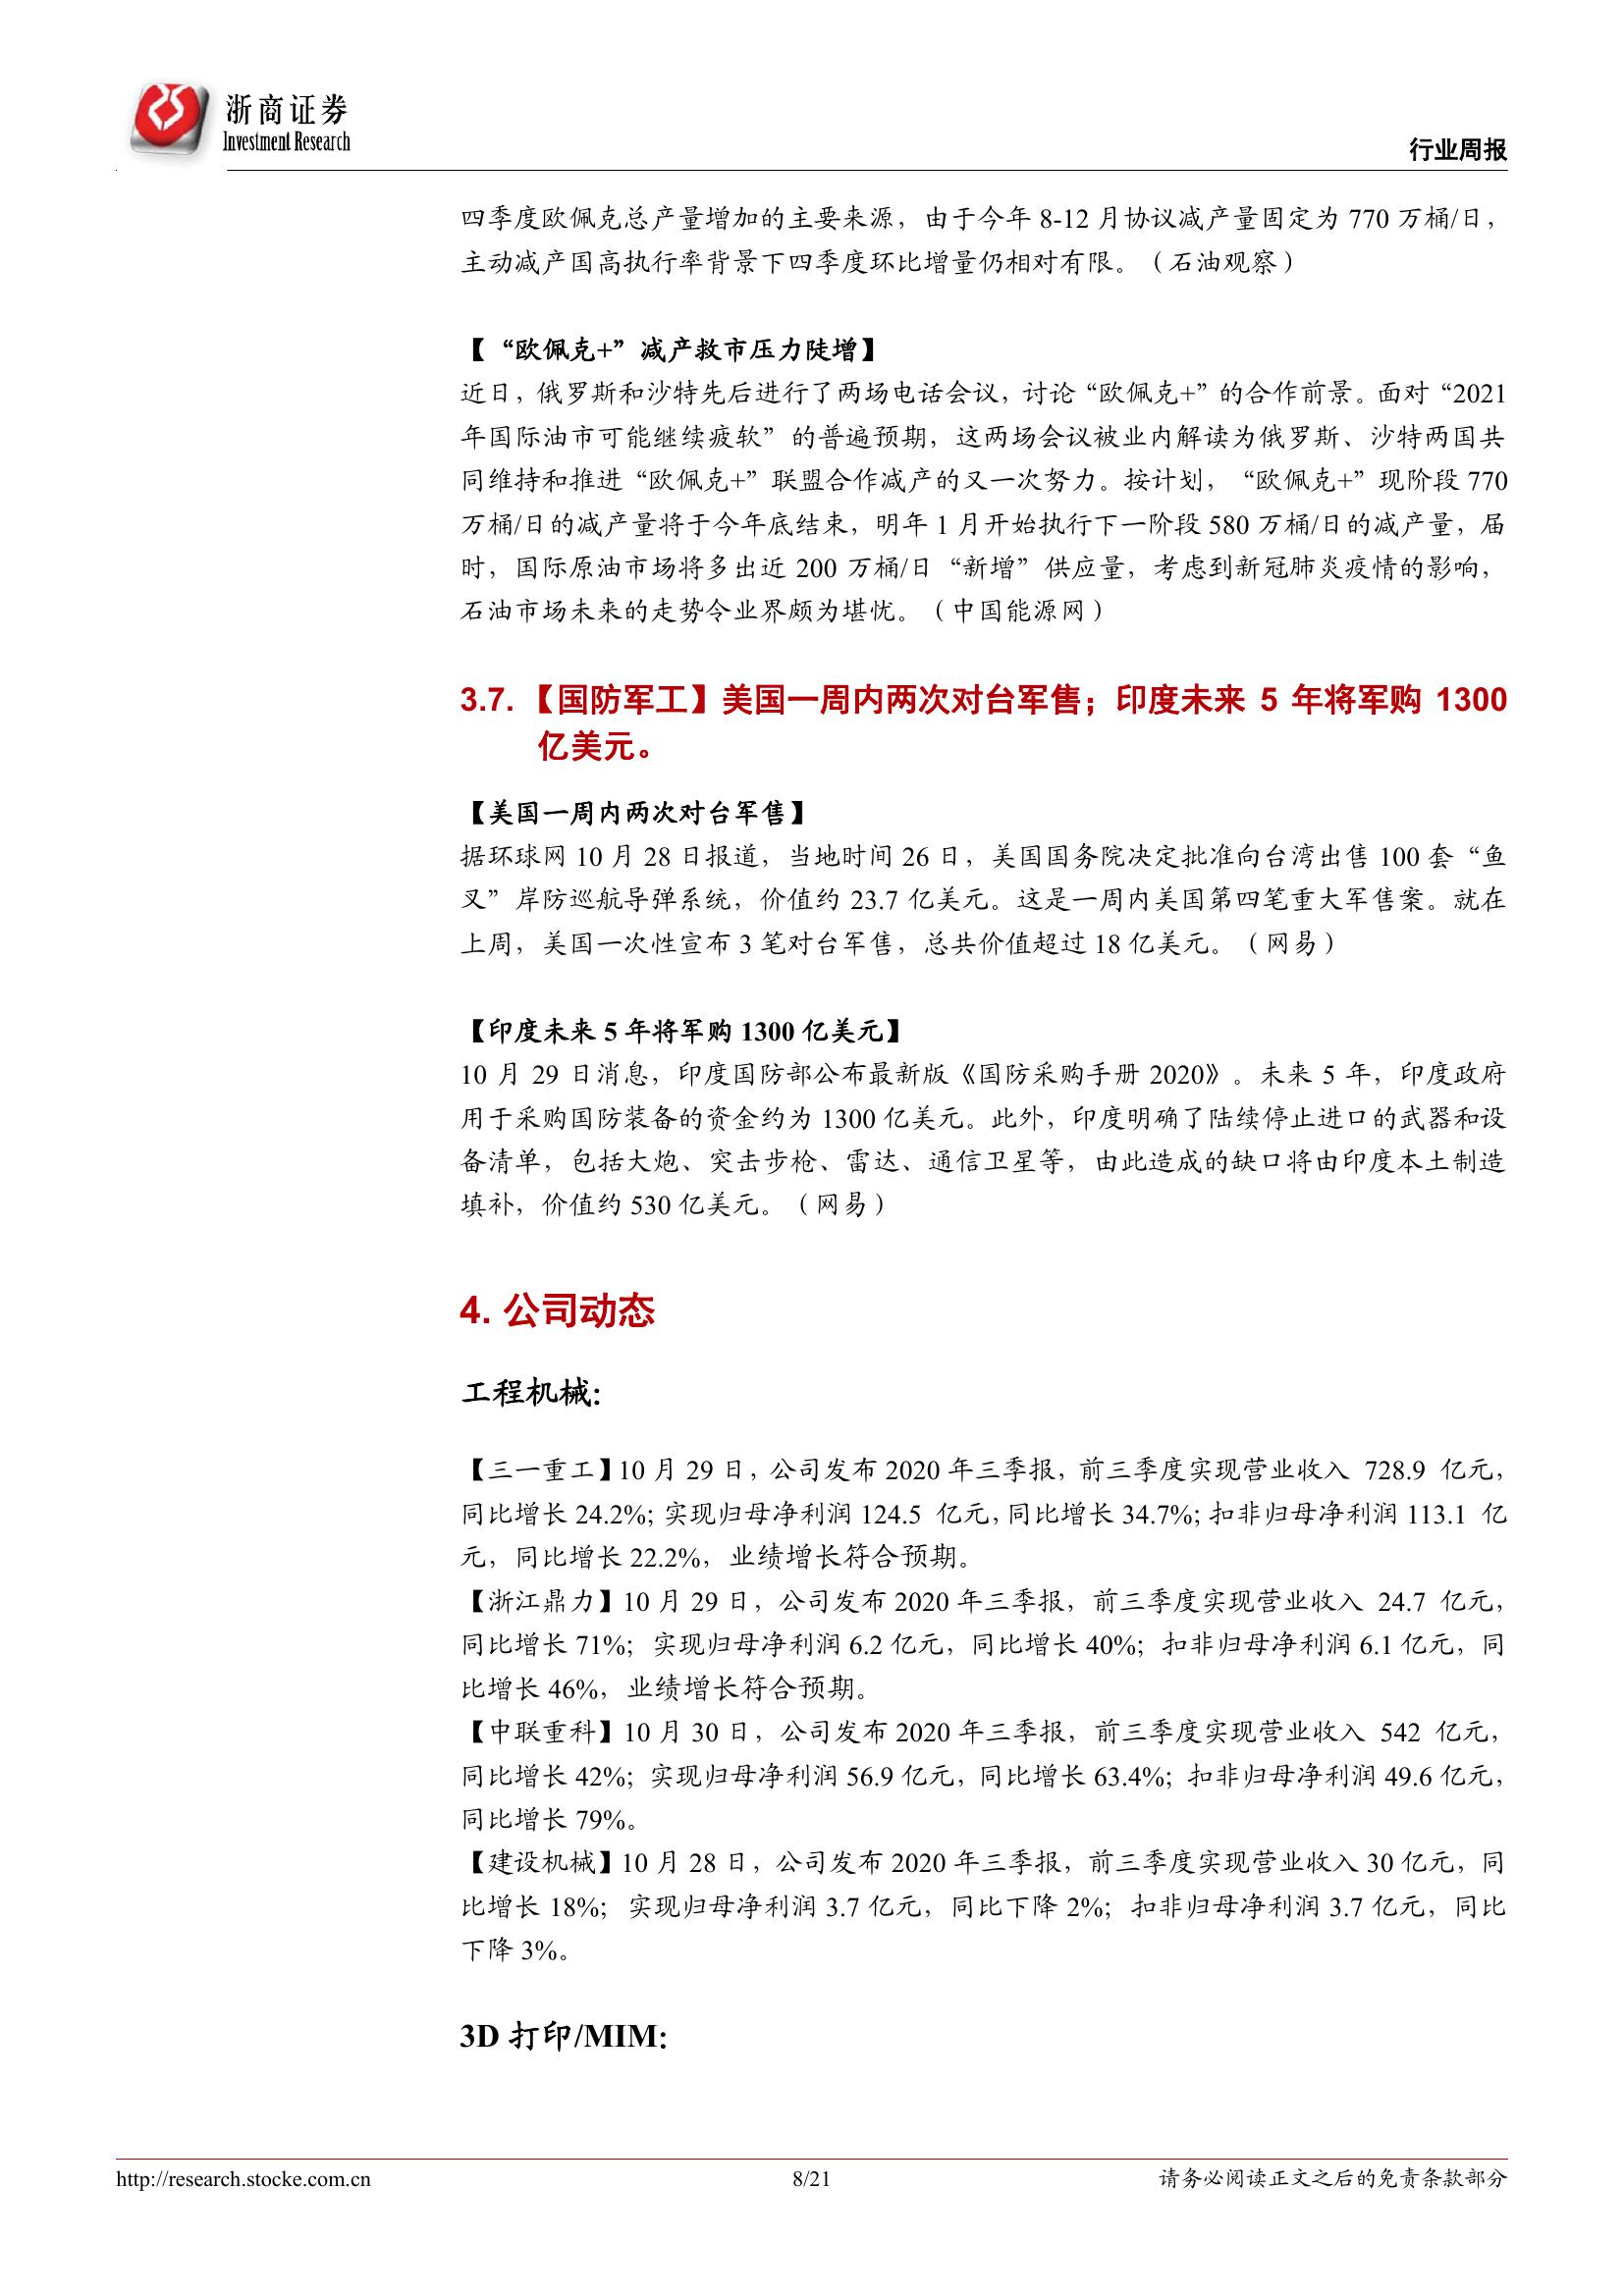 浙商证券
Investment Research
行业周报
四季度欧佩克总产量增加的主要来源，由于今年 8-12 月协议减产量固定为 770 万桶/日，
主动减产国高执行率背景下四季度环比增量仍相对有限。（石油观察）
【“欧佩克+”减产救市压力陡增】
近日，俄罗斯和沙特先后进行了两场电话会议，讨论“欧佩克+”的合作前景。面对“2021
年国际油市可能继续疲软”的普遍预期，这两场会议被业内解读为俄罗斯、沙特两国共
同维持和推进“欧佩克+”联盟合作减产的又一次努力。按计划，“欧佩克+”现阶段 770
万桶/日的减产量将于今年底结束，明年 1 月开始执行下一阶段 580 万桶/日的减产量，届
时，国际原油市场将多出近 200 万桶/日“新增”供应量，考虑到新冠肺炎疫情的影响，
石油市场未来的走势令业界颇为堪忧。（中国能源网）
3.7. 【国防军工】美国一周内两次对台军售；印度未来 5 年将军购 1300
亿美元。
【美国一周内两次对台军售】
据环球网 10 月 28 日报道，当地时间 26 日，美国国务院决定批准向台湾出售 100 套“鱼
叉”岸防巡航导弹系统，价值约 23.7 亿美元。这是一周内美国第四笔重大军售案。就在
上周，美国一次性宣布 3 笔对台军售，总共价值超过 18 亿美元。（网易）
【印度未来 5 年将军购 1300 亿美元】
10 月 29 日消息，印度国防部公布最新版《国防采购手册 2020》。未来 5 年，印度政府
用于采购国防装备的资金约为 1300 亿美元。此外，印度明确了陆续停止进口的武器和设
备清单，包括大炮、突击步枪、雷达、通信卫星等，由此造成的缺口将由印度本土制造
填补，价值约 530 亿美元。（网易）
4. 公司动态
工程机械：
【三一重工】10 月 29 日，公司发布 2020 年三季报，前三季度实现营业收入 728.9 亿元，
同比增长 24.2%；实现归母净利润 124.5 亿元，同比增长 34.7%；扣非归母净利润 113.1 亿
元，同比增长 22.2%，业绩增长符合预期。
【浙江鼎力】10 月 29 日，公司发布 2020 年三季报，前三季度实现营业收入 24.7 亿元，
同比增长 71%；实现归母净利润 6.2 亿元，同比增长 40%；扣非归母净利润 6.1 亿元，同
比增长 46%，业绩增长符合预期。
【中联重科】10 月 30 日，公司发布 2020 年三季报，前三季度实现营业收入 542 亿元，
同比增长 42%；实现归母净利润 56.9 亿元，同比增长 63.4%；扣非归母净利润 49.6 亿元，
同比增长 79%。
【建设机械】10 月 28 日，公司发布 2020 年三季报，前三季度实现营业收入 30 亿元，同
比增长 18%；实现归母净利润 3.7 亿元，同比下降 2%；扣非归母净利润 3.7 亿元，同比
下降 3%。
3D 打印/MIM：
http://research.stocke.com.cn
8/21
请务必阅读正文之后的免责条款部分